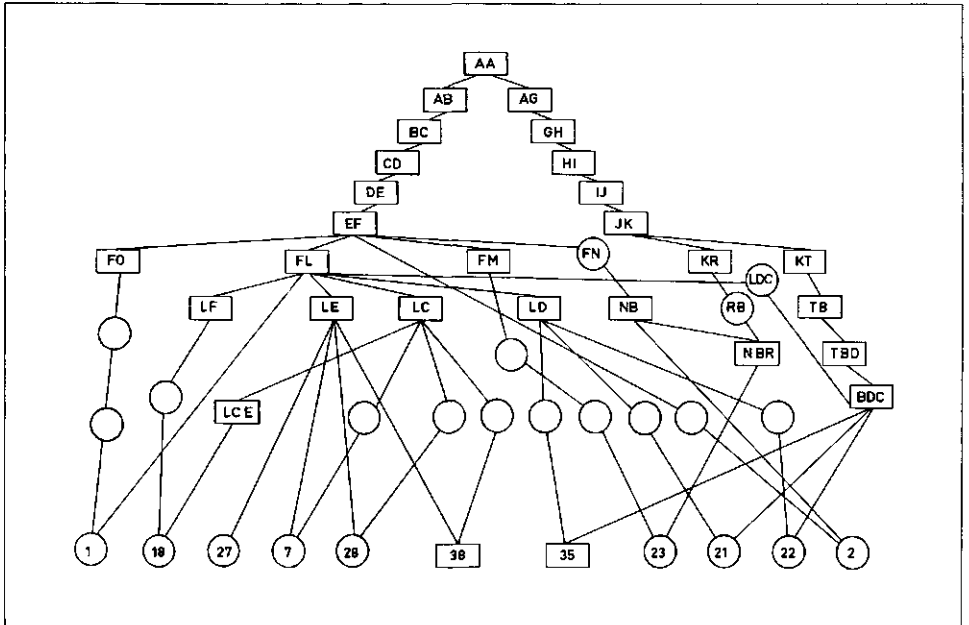 AA
AB AG
BC GH
CD HI
DE IJ
EF JK
FO FL FM FN KR KT
LDC
LF LE LC LD NB RB TB
NBR TBD
LCE BDC
1 18 27 7 28 38 35 23 21 22 2